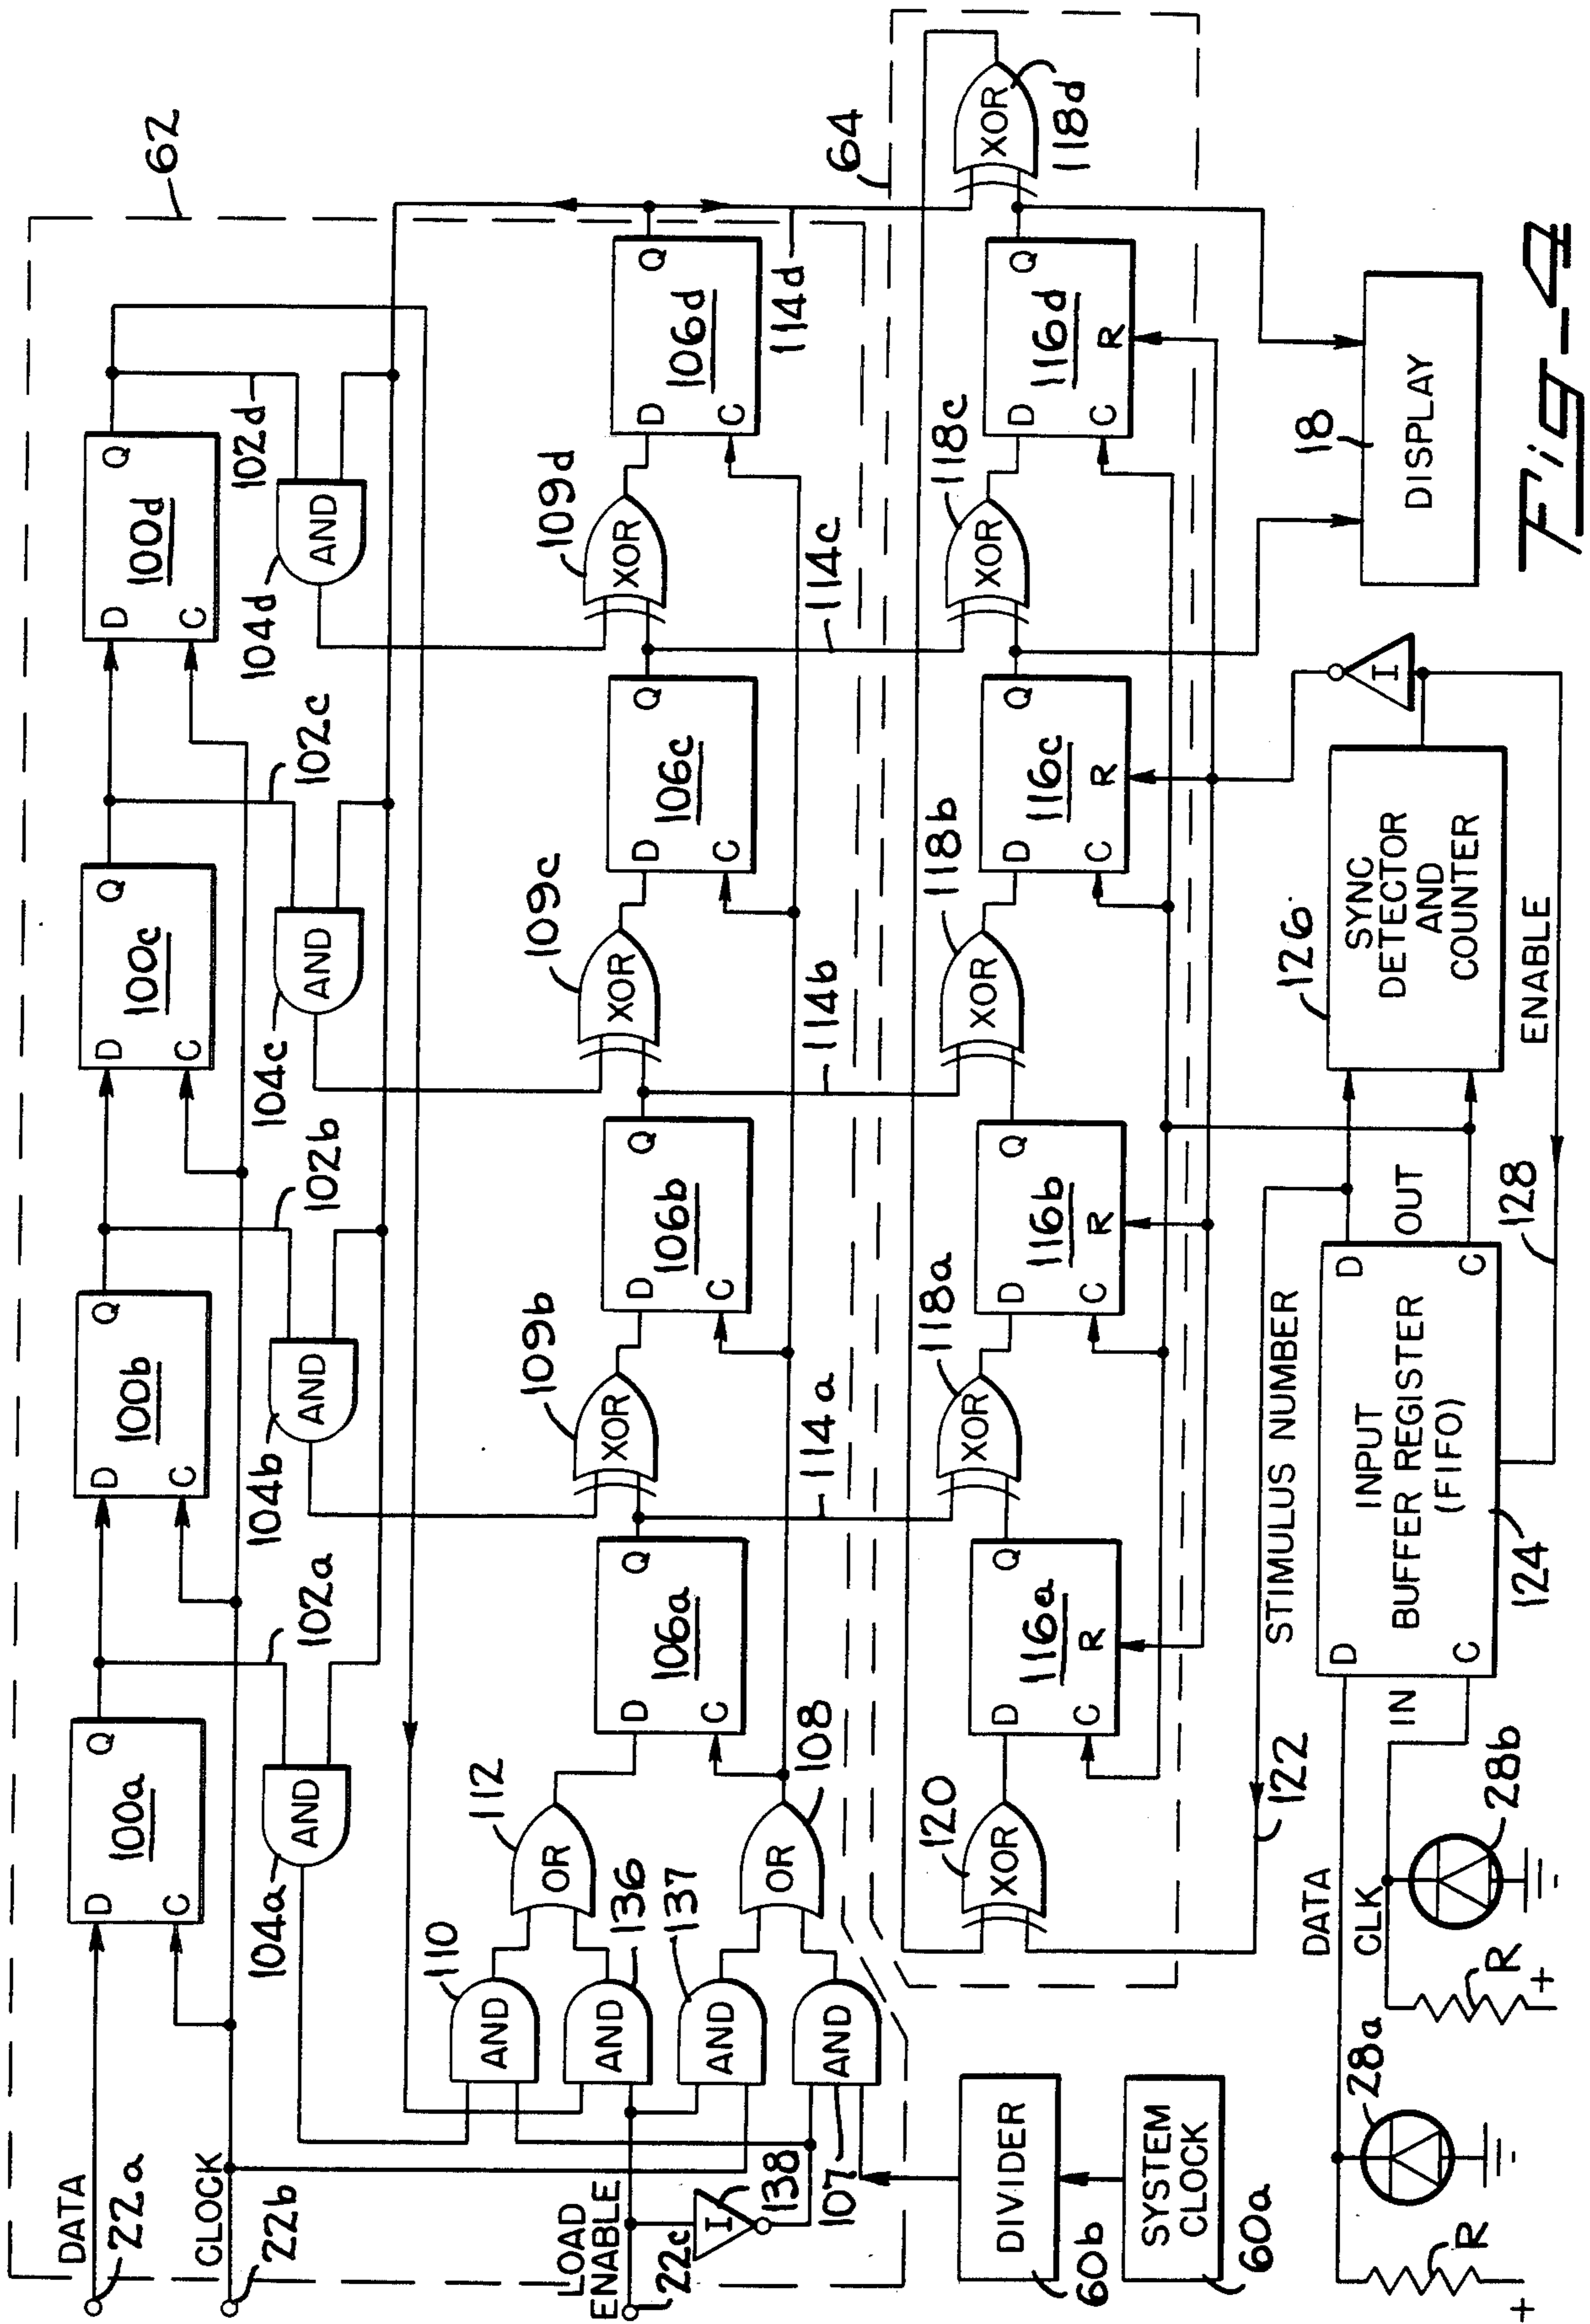 62
DATA
22a
D
C
Q
100a
D
C
Q
100b
D
C
Q
100c
D
C
Q
100d
CLOCK
22b
104a
AND
102a
104b
AND
102b
104c
AND
102c
104d
AND
102d
LOAD
ENABLE
22c
I
138
110
AND
AND
136
137
AND
AND
107
112
OR
OR
108
D
C
Q
106a
109b
XOR
D
C
Q
106b
109c
XOR
D
C
Q
106c
109d
XOR
D
C
Q
106d
114a
114b
114c
114d
64
120
XOR
D
C
Q
R
116a
118a
XOR
D
C
Q
R
116b
118b
XOR
D
C
Q
R
116c
118c
XOR
D
C
Q
R
116d
XOR
118d
DIVIDER
60b
SYSTEM
CLOCK
60a
122
STIMULUS NUMBER
DATA
28a
R
+
CLK
28b
R
+
IN
D
C
INPUT
BUFFER REGISTER
(FIFO)
D
OUT
C
124
128
ENABLE
126
SYNC
DETECTOR
AND
COUNTER
I
18
DISPLAY
Fig-4